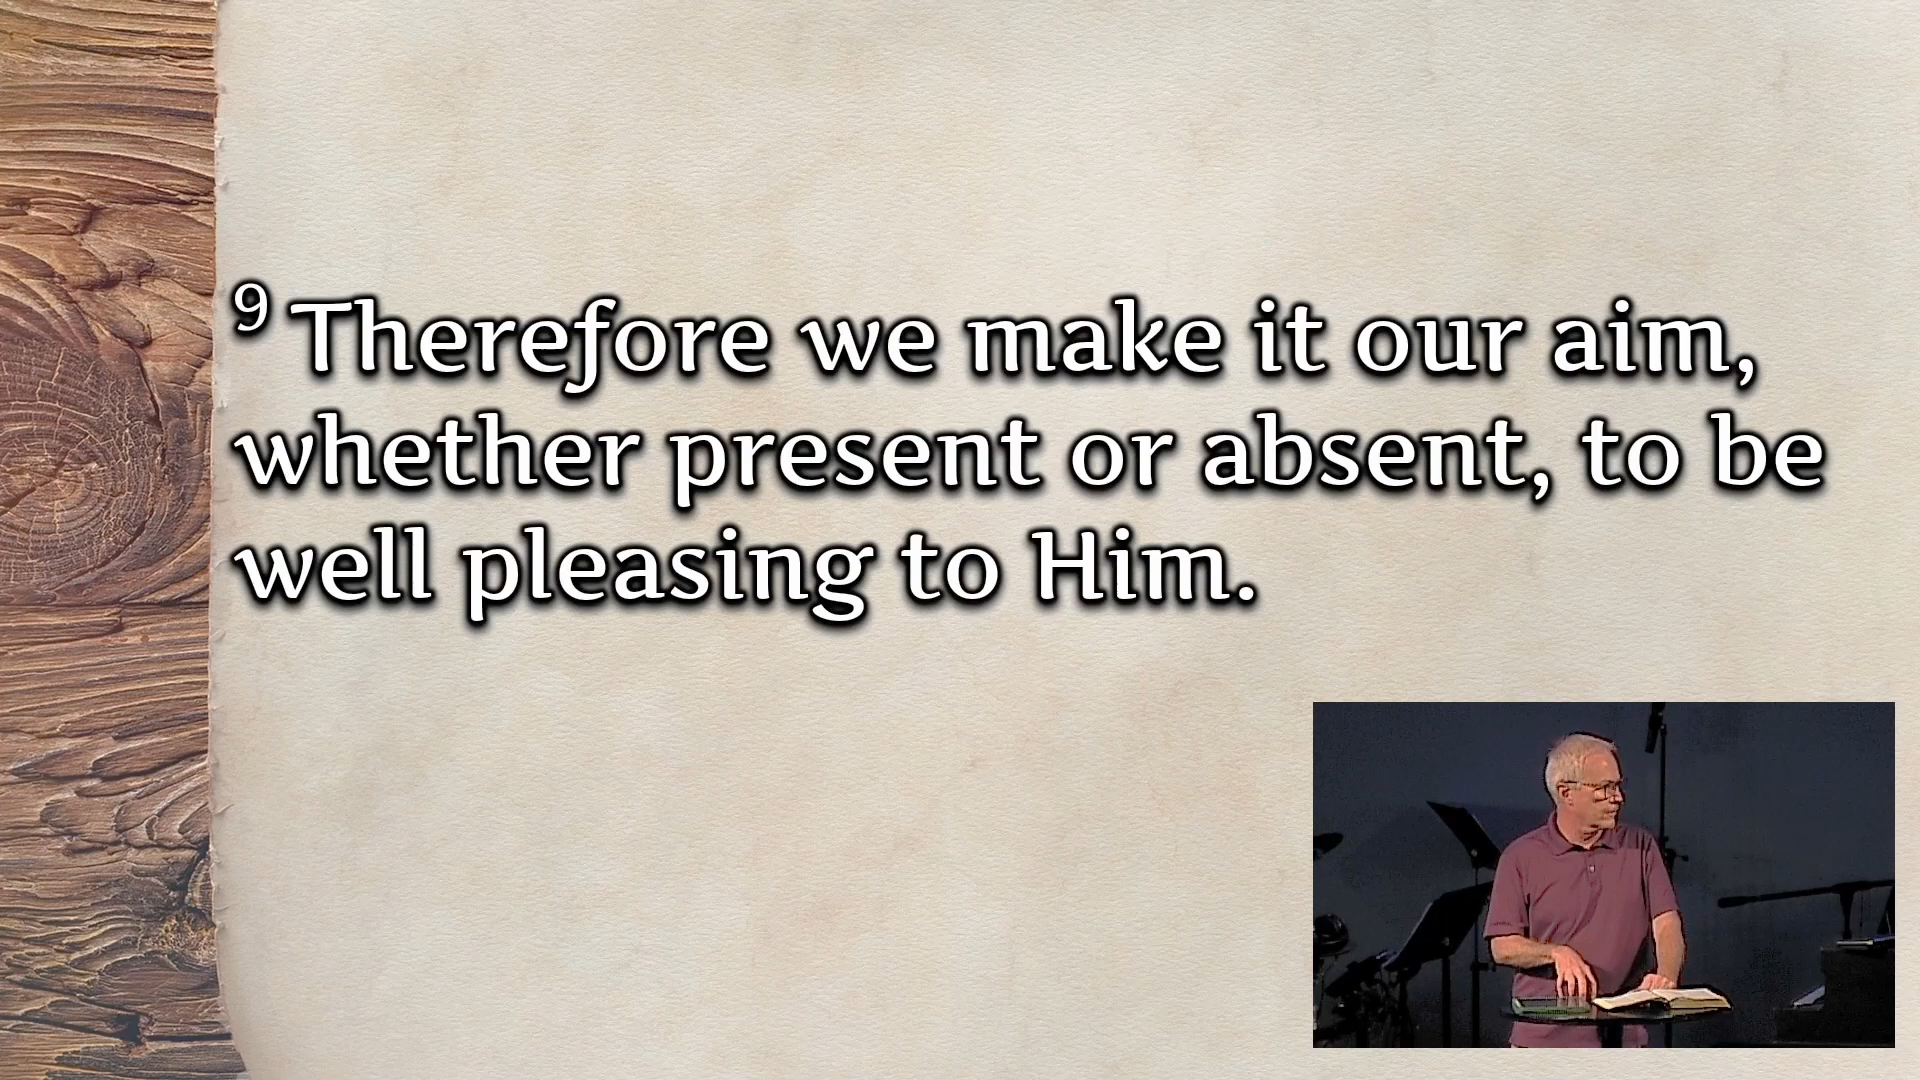 9 Therefore we make it our aim,
whether present or absent, to be
well pleasing to Him.